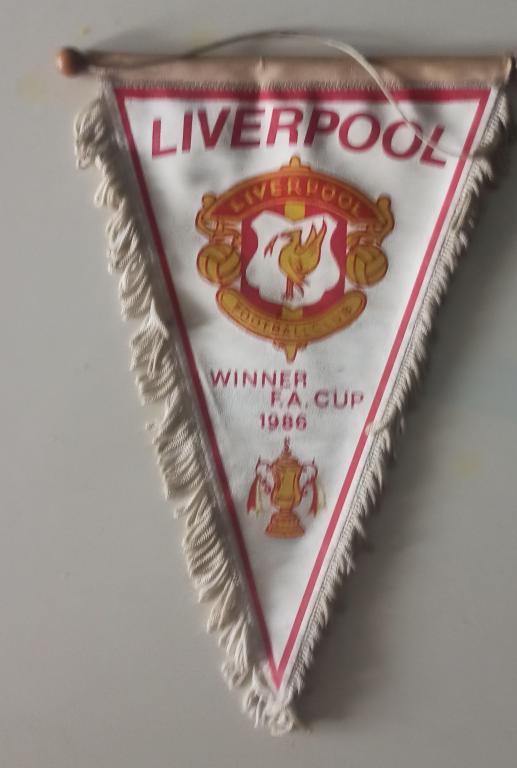 LIVERPOOL
LIVERPOOL
FOOTBALL CLUB
WINNER
F.A. CUP
1986